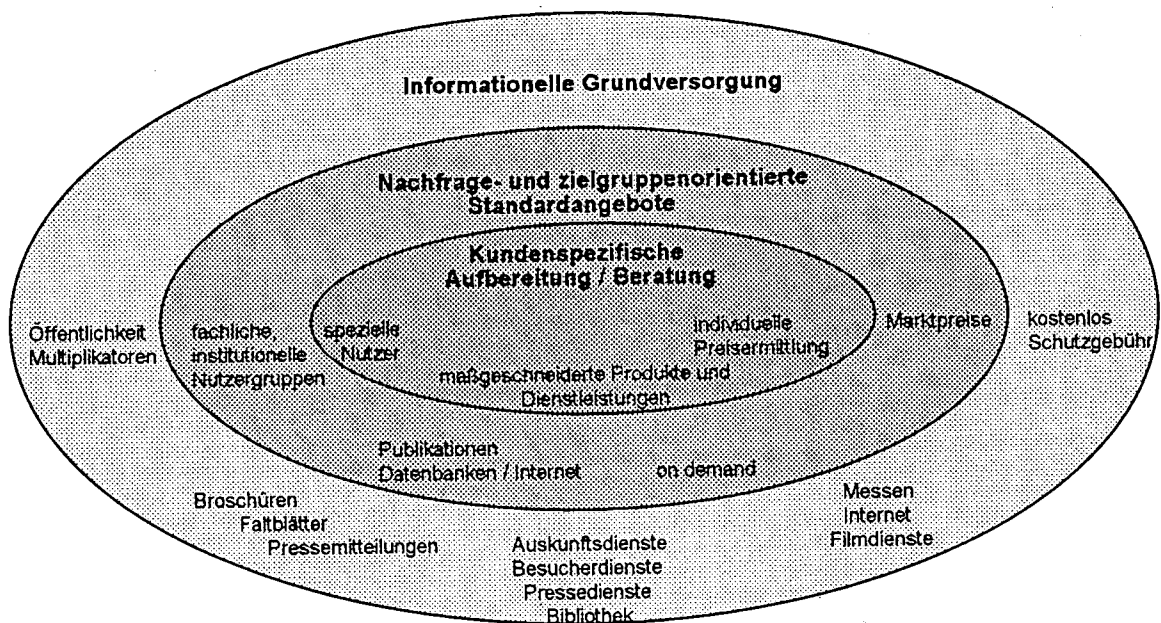 Informationelle Grundversorgung
Nachfrage- und zielgruppenorientierte
Standardangebote
Kundenspezifische
Aufbereitung / Beratung
Öffentlichkeit
Multiplikatoren
fachliche,
institutionelle
Nutzergruppen
spezielle
Nutzer
individuelle
Preisermittlung
Marktpreise
kostenlos
Schutzgebühr
maßgeschneiderte Produkte und
Dienstleistungen
Publikationen
Datenbanken / Internet
on demand
Broschüren
Faltblätter
Pressemitteilungen
Auskunftsdienste
Besucherdienste
Pressedienste
Bibliothek
Messen
Internet
Filmdienste